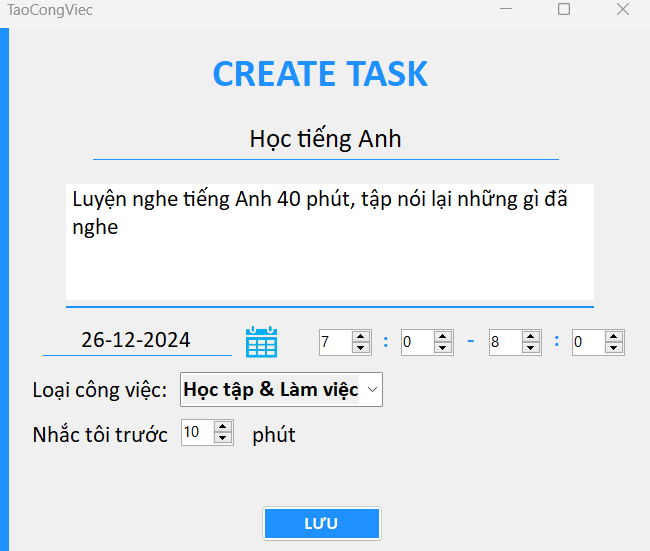 TaoCongViec
CREATE TASK
Học tiếng Anh
Luyện nghe tiếng Anh 40 phút, tập nói lại những gì đã
nghe
26-12-2024 7 : 0 - 8 : 0
Loại công việc: Học tập & Làm việc
Nhắc tôi trước 10 phút
LƯU